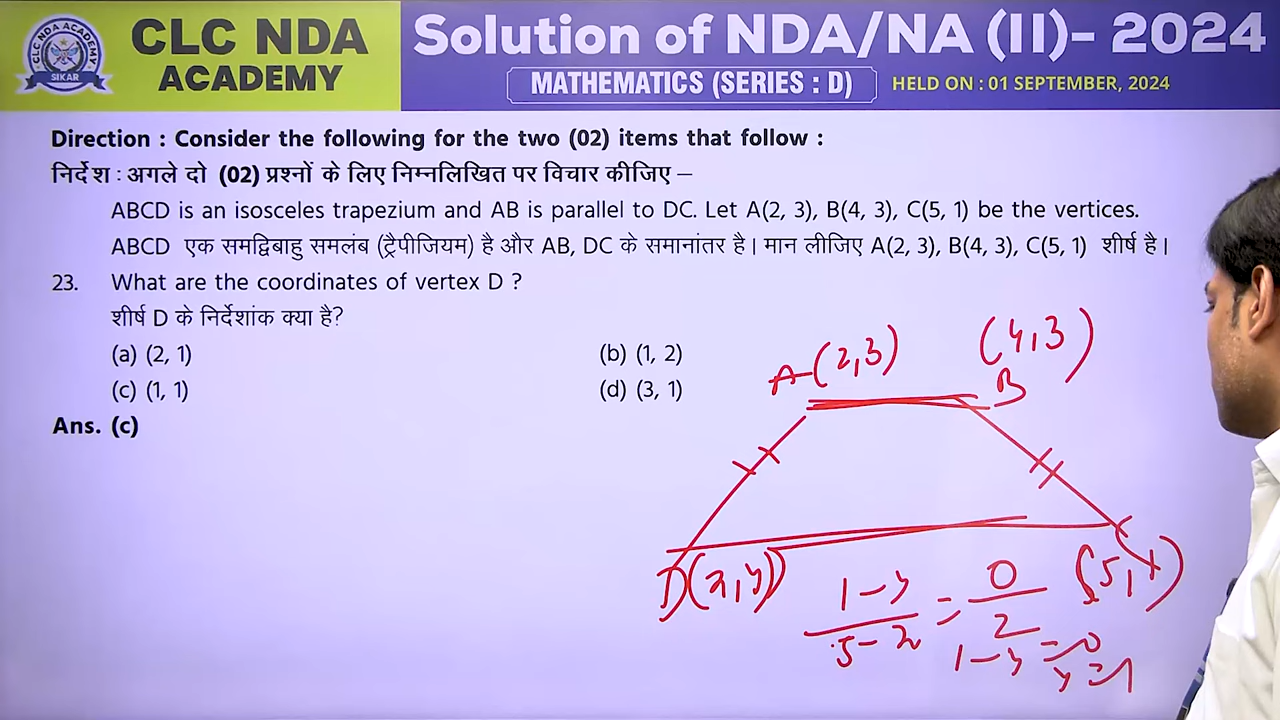 CLC NDA ACADEMY
SIKAR
CLC NDA
ACADEMY
Solution of NDA/NA (II)- 2024
MATHEMATICS (SERIES : D)
HELD ON : 01 SEPTEMBER, 2024
Direction : Consider the following for the two (02) items that follow :
निर्देश : अगले दो (02) प्रश्नों के लिए निम्नलिखित पर विचार कीजिए –
ABCD is an isosceles trapezium and AB is parallel to DC. Let A(2, 3), B(4, 3), C(5, 1) be the vertices.
ABCD एक समद्विबाहु समलंब (ट्रैपीजियम) है और AB, DC के समानांतर है। मान लीजिए A(2, 3), B(4, 3), C(5, 1) शीर्ष है।
23. What are the coordinates of vertex D ?
शीर्ष D के निर्देशांक क्या है?
(a) (2, 1)
(b) (1, 2)
(c) (1, 1)
(d) (3, 1)
Ans. (c)
A (2,3)
(4,3)
B
D(x,y)
(5,1)
1-y/5-x = 0/2
1-y=0
y=1